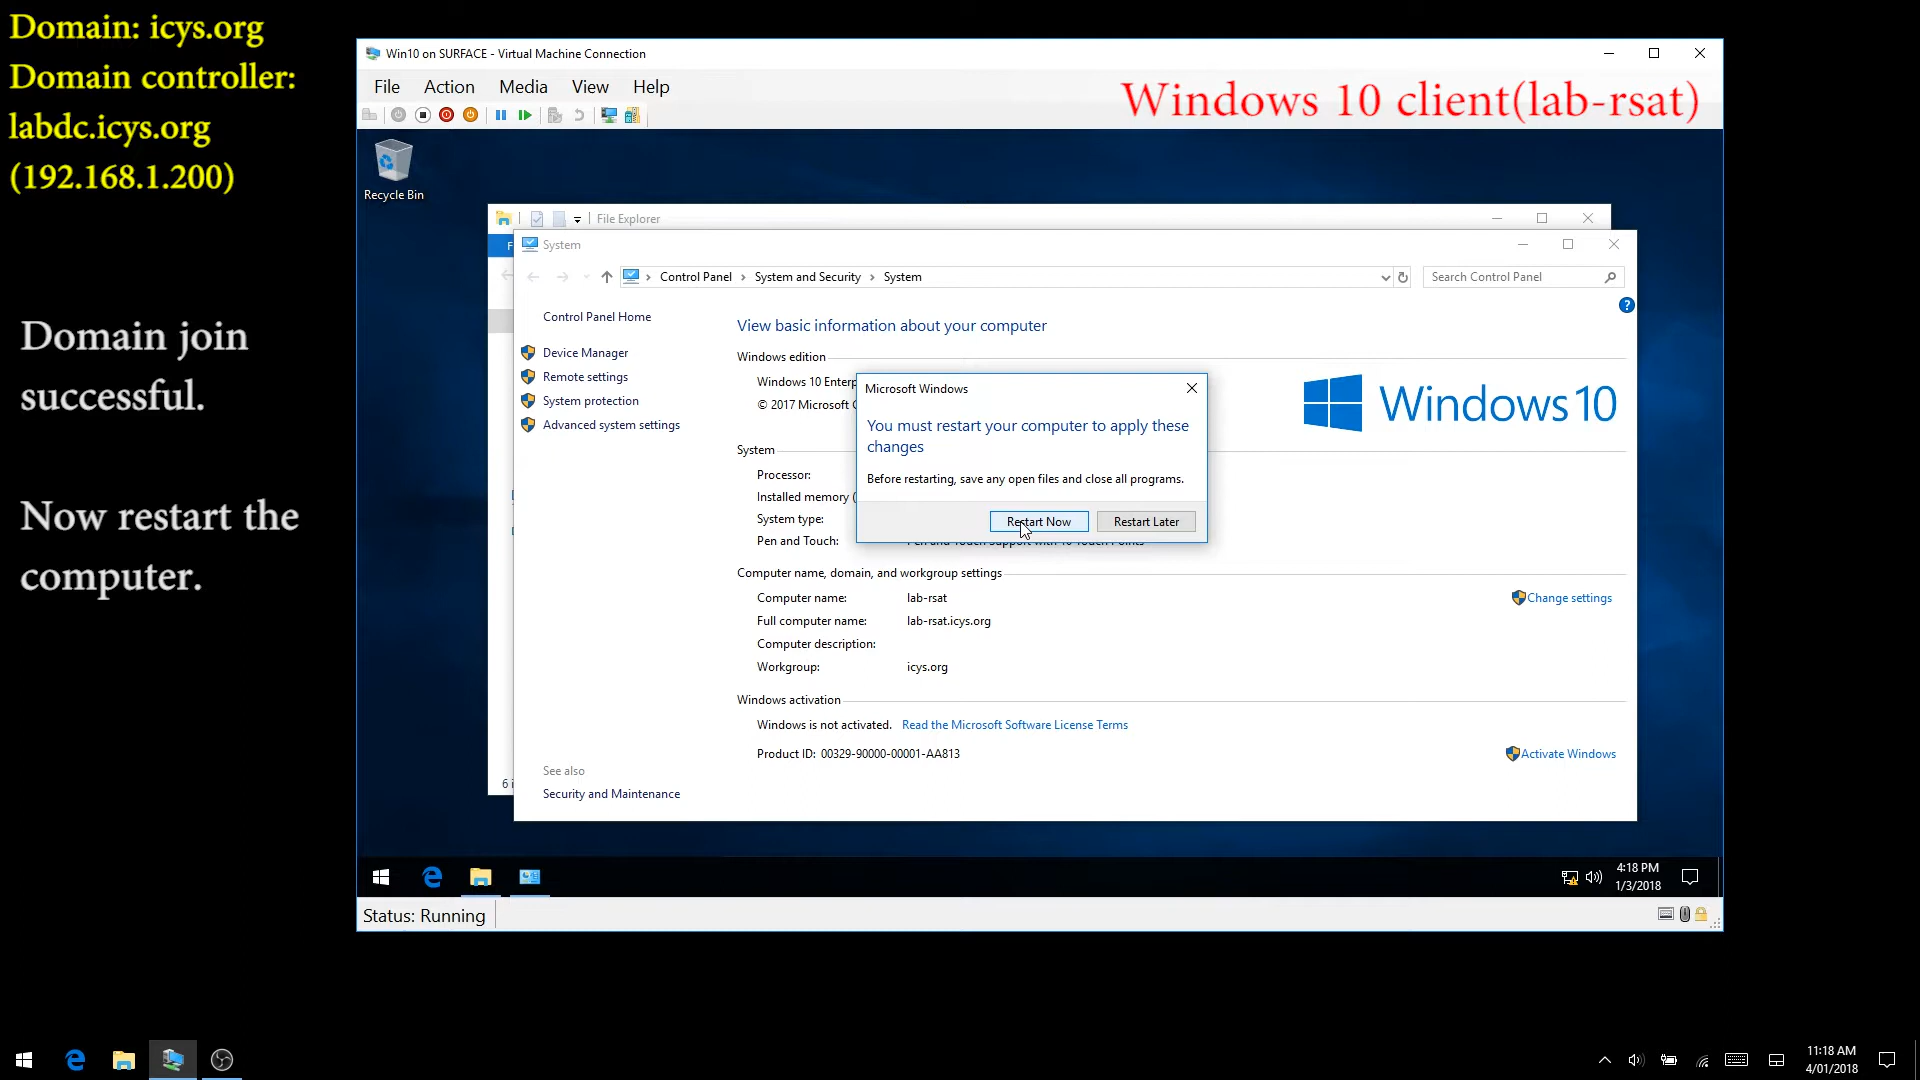 Domain: icys.org
Domain controller:
labdc.icys.org
(192.168.1.200)
Domain join
successful.
Now restart the
computer.
Win10 on SURFACE - Virtual Machine Connection
File Action Media View Help
Windows 10 client(lab-rsat)
Recycle Bin
File Explorer
F
System
Control Panel System and Security System
Search Control Panel
Control Panel Home
Device Manager
Remote settings
System protection
Advanced system settings
See also
Security and Maintenance
View basic information about your computer
Windows edition
Windows 10 Enterp
© 2017 Microsoft C
Windows 10
System
Processor:
Installed memory (
System type:
Pen and Touch: Pen and Touch Support with 10 Touch Points
Microsoft Windows
You must restart your computer to apply these
changes
Before restarting, save any open files and close all programs.
Restart Now Restart Later
Computer name, domain, and workgroup settings
Computer name: lab-rsat
Change settings
Full computer name: lab-rsat.icys.org
Computer description:
Workgroup: icys.org
Windows activation
Windows is not activated. Read the Microsoft Software License Terms
Product ID: 00329-90000-00001-AA813
Activate Windows
6 i
4:18 PM
1/3/2018
Status: Running
11:18 AM
4/01/2018